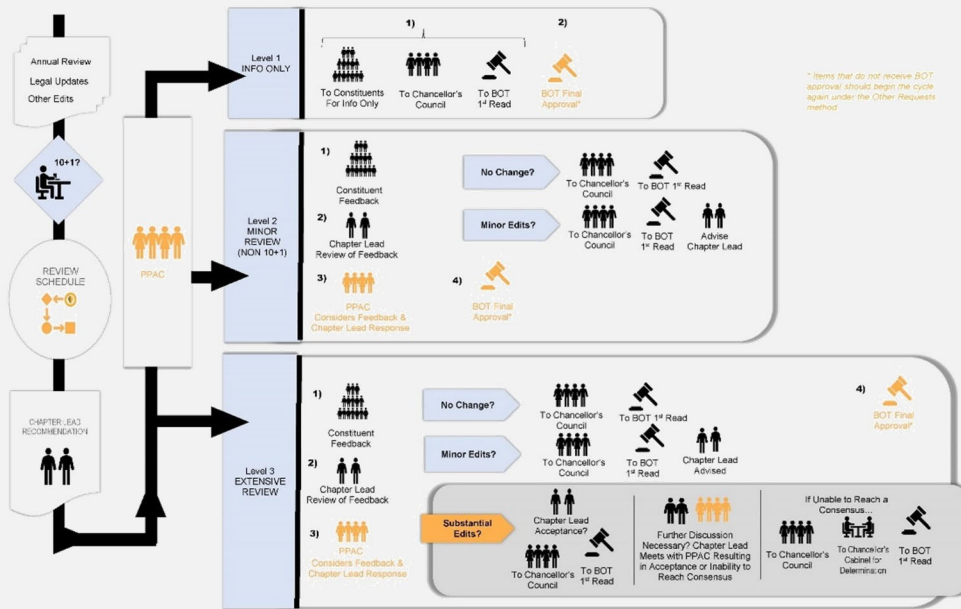 Annual Review
Legal Updates
Other Edits
10+1?
REVIEW
SCHEDULE
CHAPTER LEAD
RECOMMENDATION
PPAC
Level 1
INFO ONLY
1)
To Constituents
For Info Only
To Chancellor's
Council
To BOT
1st Read
2)
BOT Final
Approval*
* Items that do not receive BOT
approval should begin the cycle
again under the Other Requests
method
Level 2
MINOR
REVIEW
(NON 10+1)
1)
Constituent
Feedback
2)
Chapter Lead
Review of Feedback
3)
PPAC
Considers Feedback &
Chapter Lead Response
No Change?
To Chancellor's
Council
To BOT 1st Read
Minor Edits?
To Chancellor's
Council
To BOT
1st Read
Advise
Chapter Lead
4)
BOT Final
Approval*
Level 3
EXTENSIVE
REVIEW
1)
Constituent
Feedback
2)
Chapter Lead
Review of Feedback
3)
PPAC
Considers Feedback &
Chapter Lead Response
No Change?
To Chancellor's
Council
To BOT 1st Read
4)
BOT Final
Approval*
Minor Edits?
To Chancellor's
Council
To BOT
1st Read
Chapter Lead
Advised
Substantial
Edits?
Chapter Lead
Acceptance?
To Chancellor's
Council
To BOT
1st Read
Further Discussion
Necessary? Chapter Lead
Meets with PPAC Resulting
in Acceptance or Inability to
Reach Consensus
If Unable to Reach a
Consensus...
To Chancellor's
Council
To Chancellor's
Cabinet for
Determination
To BOT
1st Read